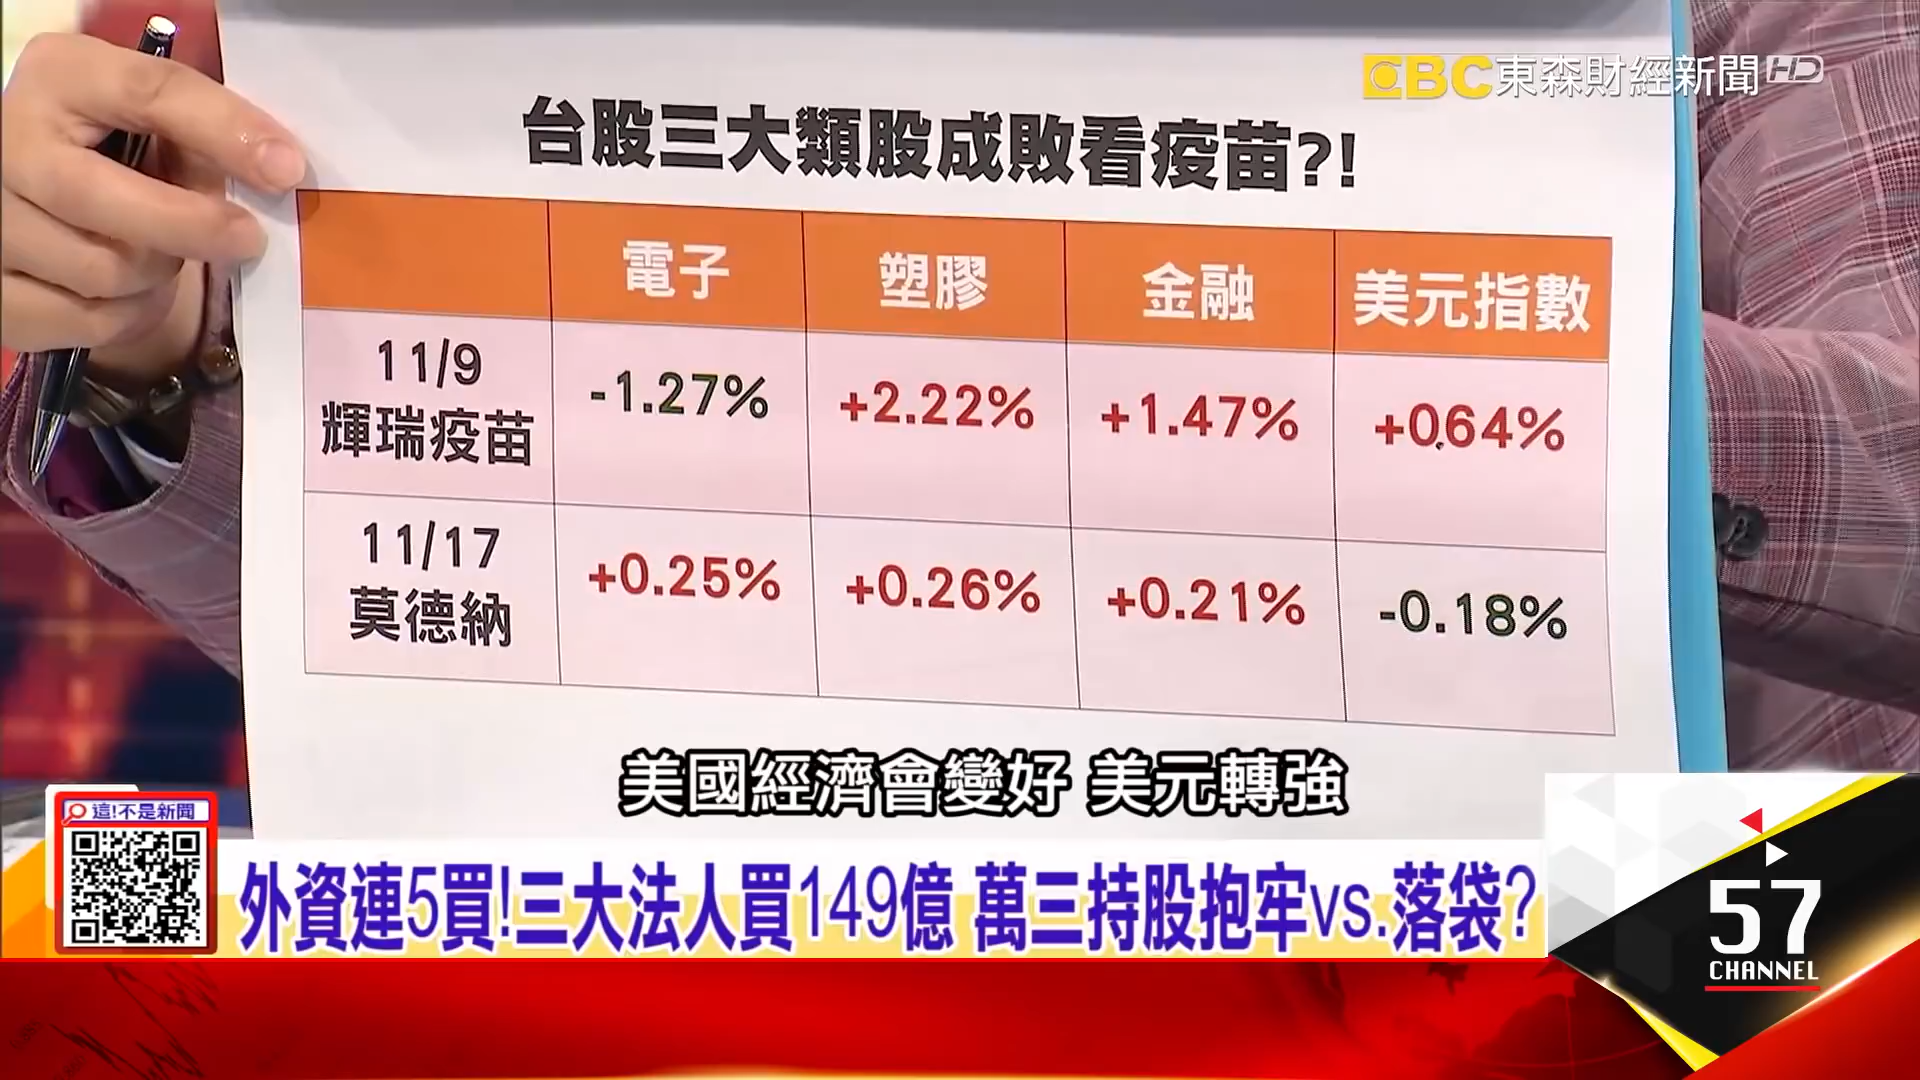 EBC東森財經新聞HD
台股三大類股成敗看疫苗?!
電子 塑膠 金融 美元指數
11/9 輝瑞疫苗 -1.27% +2.22% +1.47% +0.64%
11/17 莫德納 +0.25% +0.26% +0.21% -0.18%
美國經濟會變好 美元轉強
這!不是新聞
外資連5買!三大法人買149億 萬三持股抱牢vs.落袋?
57
CHANNEL